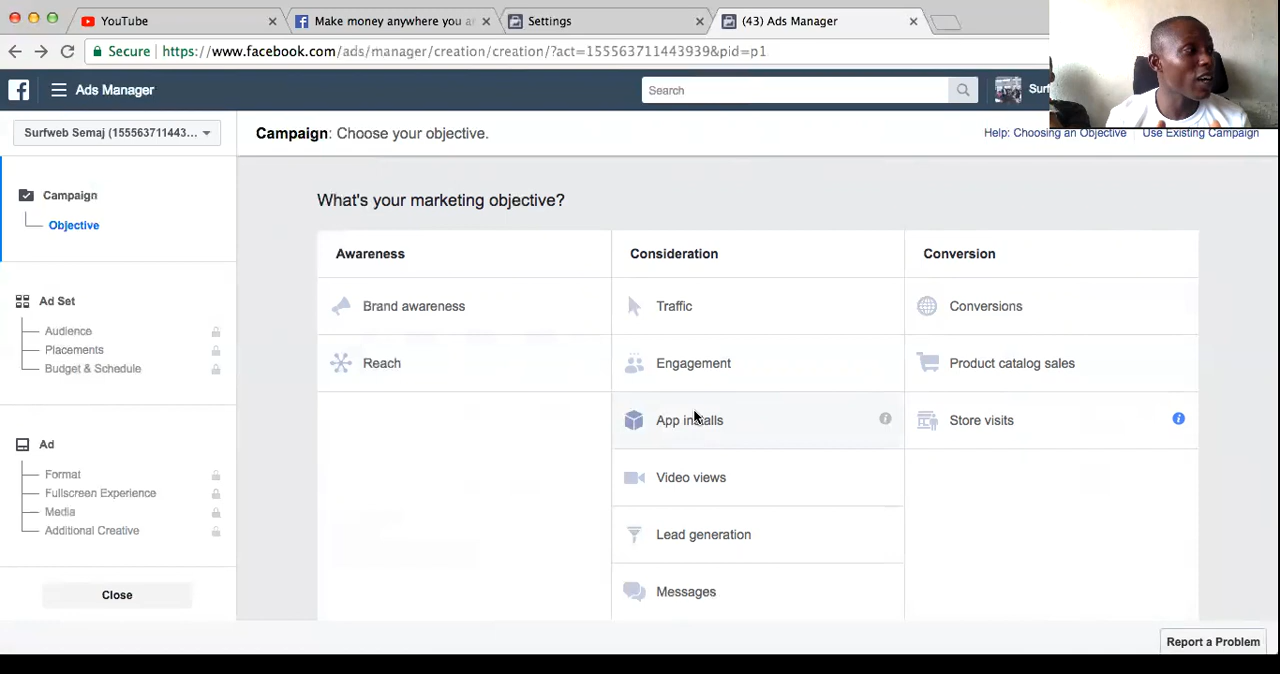 YouTube
Make money anywhere you a
Settings
(43) Ads Manager
Secure
https://www.facebook.com/ads/manager/creation/creation/?act=155563711443939&pid=p1
Ads Manager
Search
Surf
Surfweb Semaj (15556371144​3...
Campaign: Choose your objective.
Help: Choosing an Objective
Use Existing Campaign
Campaign
Objective
Ad Set
Audience
Placements
Budget & Schedule
Ad
Format
Fullscreen Experience
Media
Additional Creative
Close
What's your marketing objective?
Awareness
Brand awareness
Reach
Consideration
Traffic
Engagement
App installs
Video views
Lead generation
Messages
Conversion
Conversions
Product catalog sales
Store visits
Report a Problem